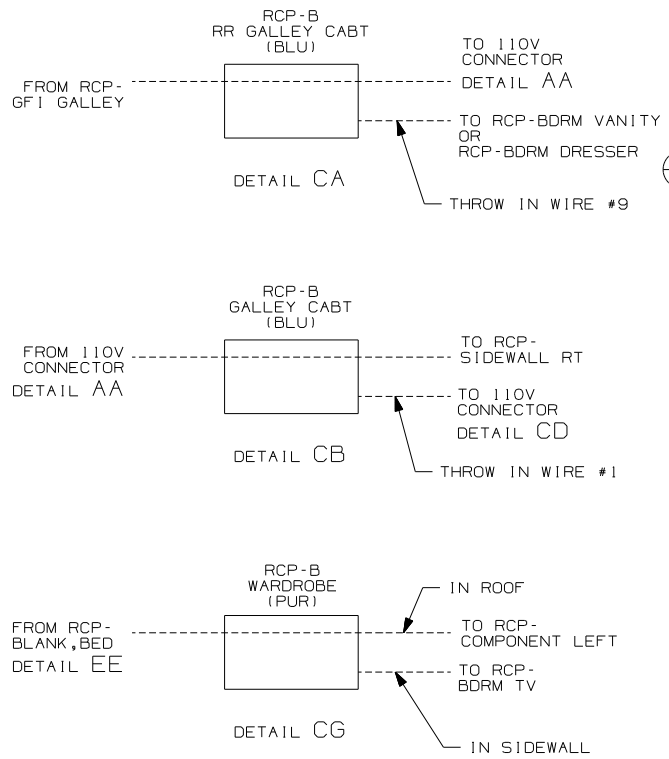 RCP-B
RR GALLEY CABT
(BLU)
FROM RCP-
GFI GALLEY
TO 110V
CONNECTOR
DETAIL AA
TO RCP-BDRM VANITY
OR
RCP-BDRM DRESSER
DETAIL CA
THROW IN WIRE #9
RCP-B
GALLEY CABT
(BLU)
FROM 110V
CONNECTOR
DETAIL AA
TO RCP-
SIDEWALL RT
TO 110V
CONNECTOR
DETAIL CD
DETAIL CB
THROW IN WIRE #1
RCP-B
WARDROBE
(PUR)
IN ROOF
FROM RCP-
BLANK,BED
DETAIL EE
TO RCP-
COMPONENT LEFT
TO RCP-
BDRM TV
DETAIL CG
IN SIDEWALL